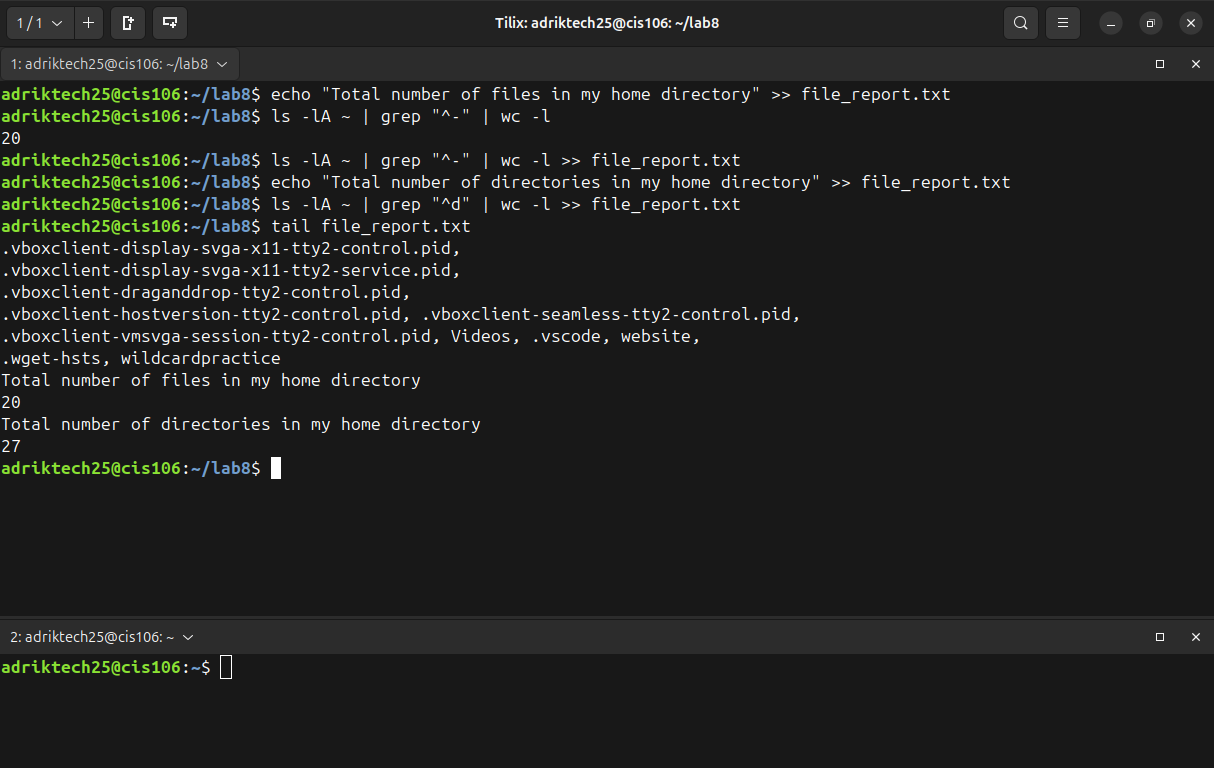 1 / 1
Tilix: adriktech25@cis106: ~/lab8
1: adriktech25@cis106: ~/lab8
adriktech25@cis106:~/lab8$ echo "Total number of files in my home directory" >> file_report.txt
adriktech25@cis106:~/lab8$ ls -lA ~ | grep "^-" | wc -l
20
adriktech25@cis106:~/lab8$ ls -lA ~ | grep "^-" | wc -l >> file_report.txt
adriktech25@cis106:~/lab8$ echo "Total number of directories in my home directory" >> file_report.txt
adriktech25@cis106:~/lab8$ ls -lA ~ | grep "^d" | wc -l >> file_report.txt
adriktech25@cis106:~/lab8$ tail file_report.txt
.vboxclient-display-svga-x11-tty2-control.pid,
.vboxclient-display-svga-x11-tty2-service.pid,
.vboxclient-draganddrop-tty2-control.pid,
.vboxclient-hostversion-tty2-control.pid, .vboxclient-seamless-tty2-control.pid,
.vboxclient-vmsvga-session-tty2-control.pid, Videos, .vscode, website,
.wget-hsts, wildcardpractice
Total number of files in my home directory
20
Total number of directories in my home directory
27
adriktech25@cis106:~/lab8$
2: adriktech25@cis106: ~
adriktech25@cis106:~$